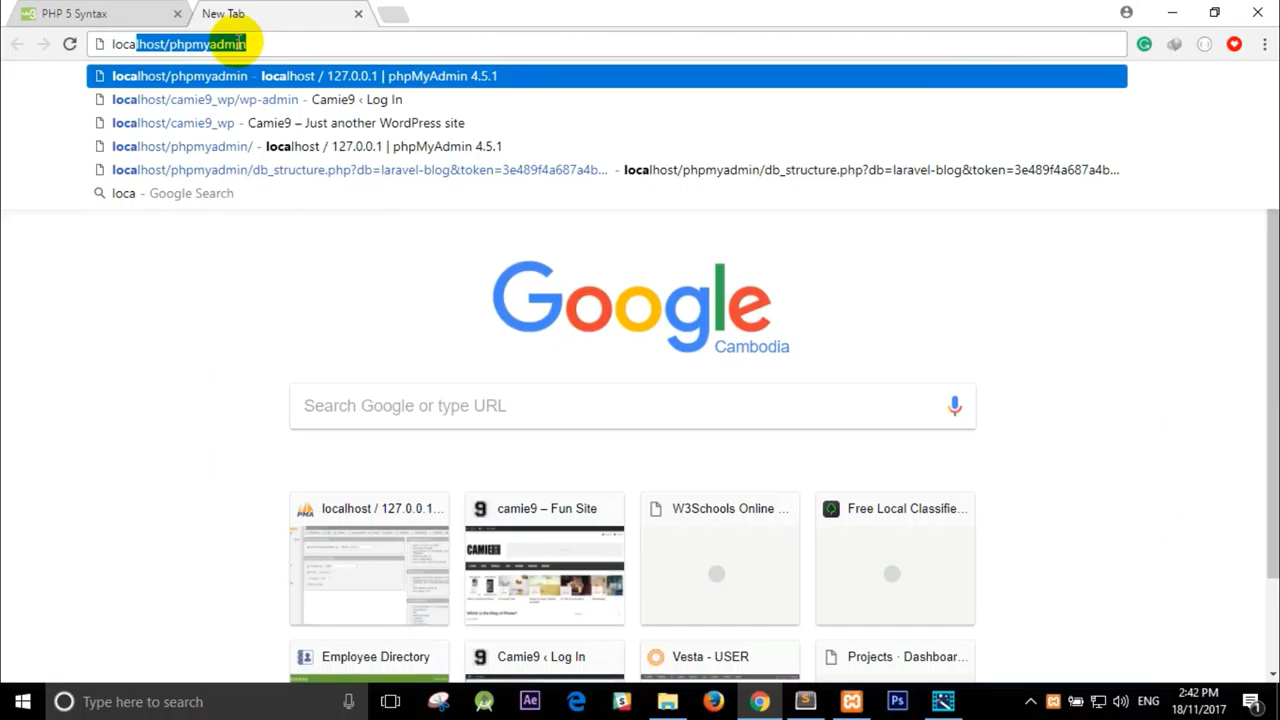 PHP 5 Syntax
New Tab
localhost/phpmyadmin
localhost/phpmyadmin - localhost / 127.0.0.1 | phpMyAdmin 4.5.1
localhost/camie9_wp/wp-admin - Camie9 ‹ Log In
localhost/camie9_wp - Camie9 – Just another WordPress site
localhost/phpmyadmin/ - localhost / 127.0.0.1 | phpMyAdmin 4.5.1
localhost/phpmyadmin/db_structure.php?db=laravel-blog&token=3e489f4a687a4b... - localhost/phpmyadmin/db_structure.php?db=laravel-blog&token=3e489f4a687a4b...
loca - Google Search
Google
Cambodia
Search Google or type URL
localhost / 127.0.0.1...
camie9 – Fun Site
W3Schools Online ...
Free Local Classifie...
CAMIE9
Employee Directory
Camie9 ‹ Log In
Vesta - USER
Projects · Dashboar...
Type here to search
Ae
Ps
ENG
2:42 PM
18/11/2017